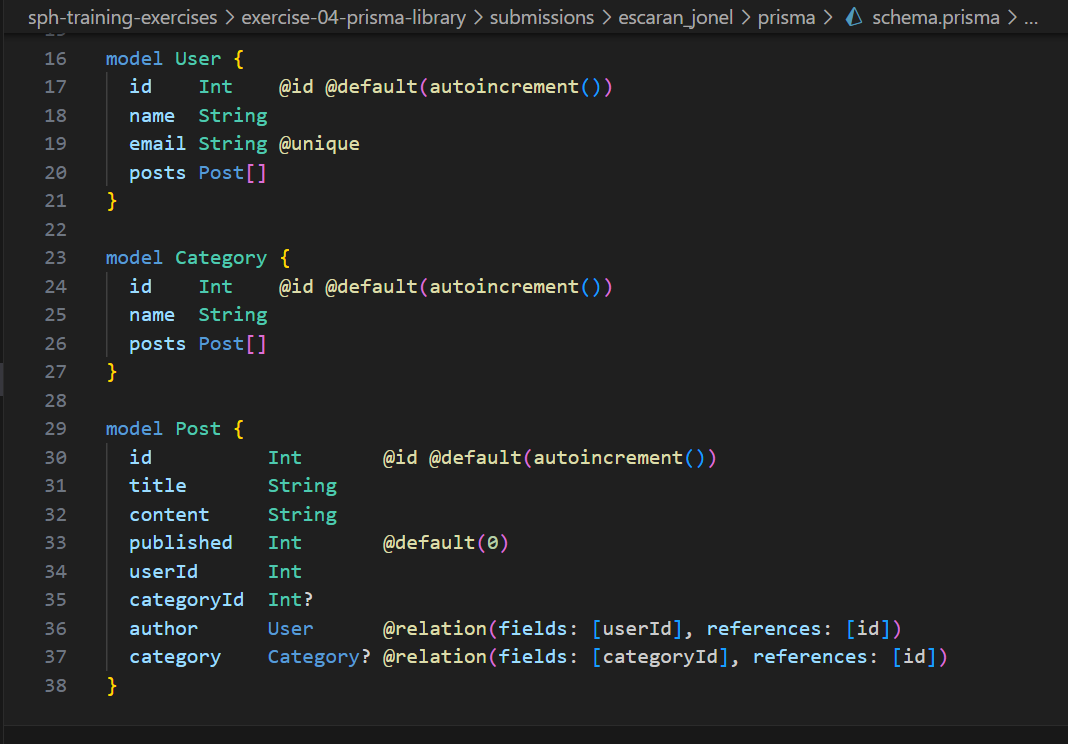 sph-training-exercises > exercise-04-prisma-library > submissions > escaran_jonel > prisma > schema.prisma > ...
16 model User {
17   id    Int    @id @default(autoincrement())
18   name  String
19   email String @unique
20   posts Post[]
21 }
22
23 model Category {
24   id    Int    @id @default(autoincrement())
25   name  String
26   posts Post[]
27 }
28
29 model Post {
30   id          Int       @id @default(autoincrement())
31   title       String
32   content     String
33   published   Int       @default(0)
34   userId      Int
35   categoryId  Int?
36   author      User      @relation(fields: [userId], references: [id])
37   category    Category? @relation(fields: [categoryId], references: [id])
38 }